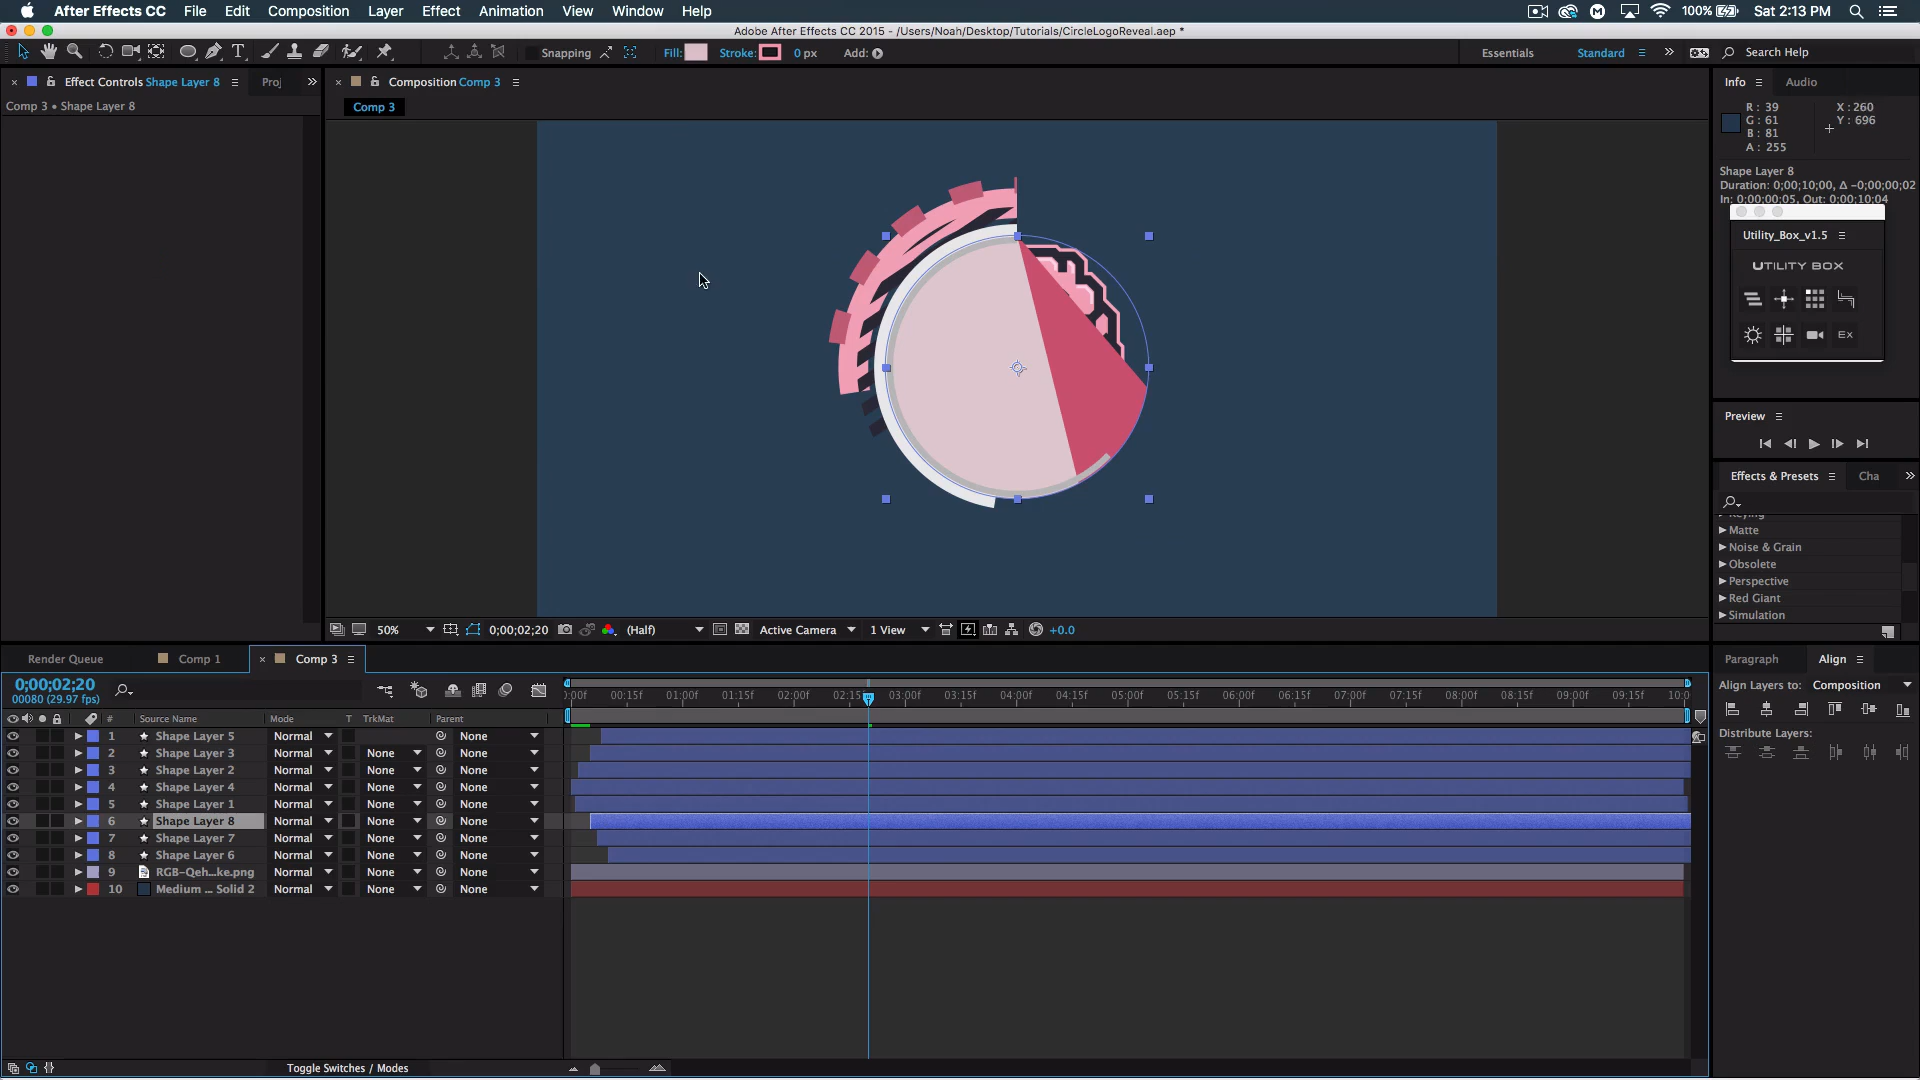 After Effects CC File Edit Composition Layer Effect Animation View Window Help 100% Sat 2:13 PM
Adobe After Effects CC 2015 - /Users/Noah/Desktop/Tutorials/CircleLogoReveal.aep *
Snapping Fill: Stroke: 0 px Add: Essentials Standard Search Help
Effect Controls Shape Layer 8 Proj
Comp 3 • Shape Layer 8
Composition Comp 3
Comp 3
Info Audio
R : 39 X : 260
G : 61 Y : 696
B : 81
A : 255
Shape Layer 8
Duration: 0;00;10;00, Δ -0;00;00;02
In: 0;00;00;05, Out: 0;00;10;04
Utility_Box_v1.5
UTILITY BOX
EX
Preview
Effects & Presets Cha
Keying
Matte
Noise & Grain
Obsolete
Perspective
Red Giant
Simulation
50% 0;00;02;20 (Half) Active Camera 1 View +0.0
Render Queue Comp 1 Comp 3
0;00;02;20
00080 (29.97 fps)
):00f 00:15f 01:00f 01:15f 02:00f 02:15f 03:00f 03:15f 04:00f 04:15f 05:00f 05:15f 06:00f 06:15f 07:00f 07:15f 08:00f 08:15f 09:00f 09:15f 10:0
# Source Name Mode T TrkMat Parent
1 Shape Layer 5 Normal None
2 Shape Layer 3 Normal None None
3 Shape Layer 2 Normal None None
4 Shape Layer 4 Normal None None
5 Shape Layer 1 Normal None None
6 Shape Layer 8 Normal None None
7 Shape Layer 7 Normal None None
8 Shape Layer 6 Normal None None
9 RGB-Qeh...ke.png Normal None None
10 Medium ... Solid 2 Normal None None
Toggle Switches / Modes
Paragraph Align
Align Layers to: Composition
Distribute Layers: